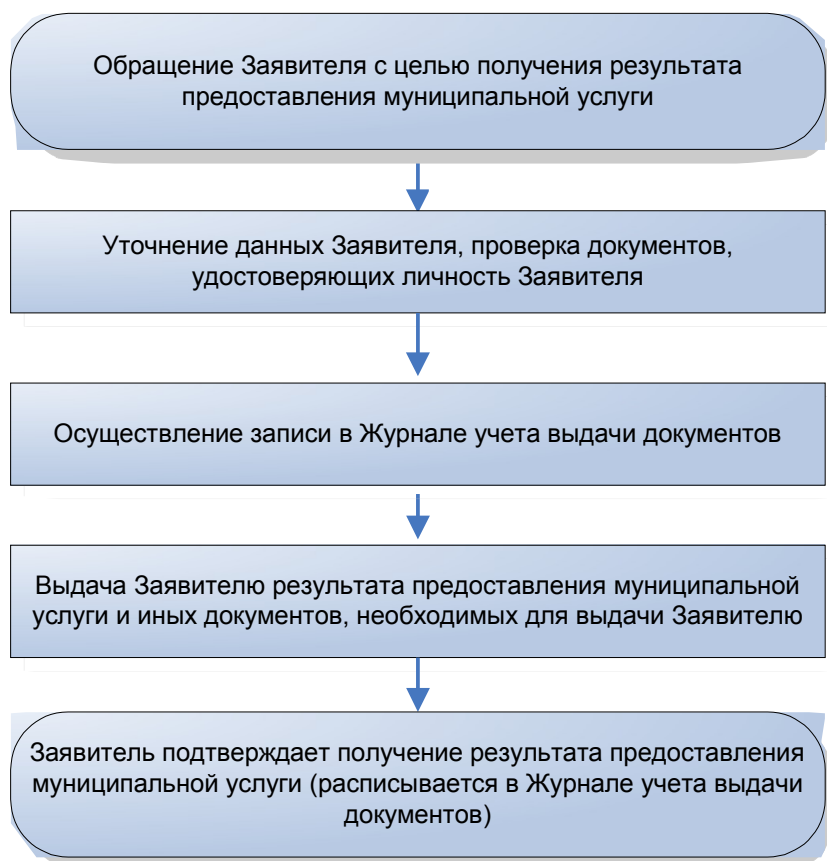 Обращение Заявителя с целью получения результата
предоставления муниципальной услуги
Уточнение данных Заявителя, проверка документов,
удостоверяющих личность Заявителя
Осуществление записи в Журнале учета выдачи документов
Выдача Заявителю результата предоставления муниципальной
услуги и иных документов, необходимых для выдачи Заявителю
Заявитель подтверждает получение результата предоставления
муниципальной услуги (расписывается в Журнале учета выдачи
документов)